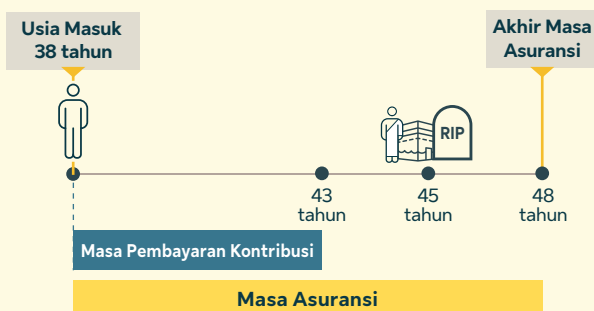 Usia Masuk
38 tahun
Akhir Masa
Asuransi
RIP
43
tahun
45
tahun
48
tahun
Masa Pembayaran Kontribusi
Masa Asuransi